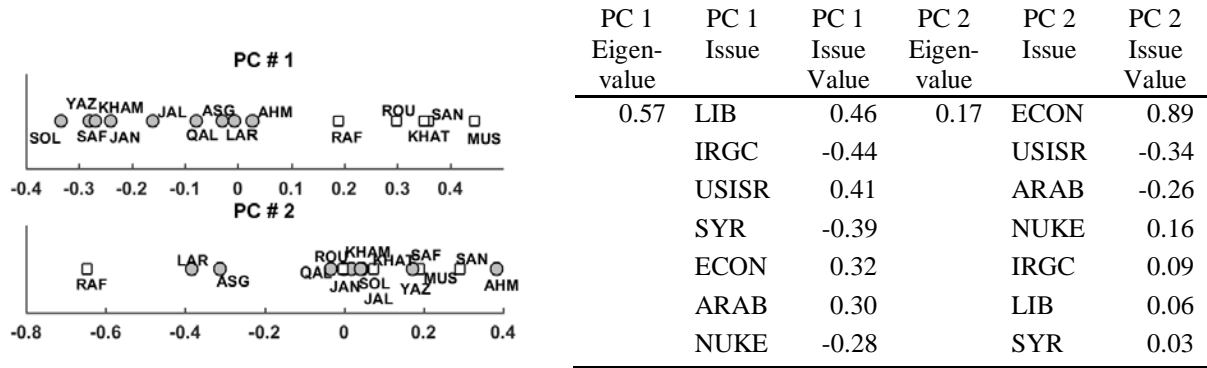 PC # 1
YAZ KHAM JAL ASG AHM ROU SAN
SOL SAF JAN QAL LAR RAF KHAT MUS
-0.4 -0.3 -0.2 -0.1 0 0.1 0.2 0.3 0.4
PC # 2
LAR ROU KHAM KHAT SAF SAN
RAF ASG QAL JAN SOL JAL YAZ MUS AHM
-0.8 -0.6 -0.4 -0.2 0 0.2 0.4
PC 1 PC 1 PC 1 PC 2 PC 2 PC 2
Eigen- Issue Issue Eigen- Issue Issue
value Value value Value
0.57 LIB 0.46 0.17 ECON 0.89
IRGC -0.44 USISR -0.34
USISR 0.41 ARAB -0.26
SYR -0.39 NUKE 0.16
ECON 0.32 IRGC 0.09
ARAB 0.30 LIB 0.06
NUKE -0.28 SYR 0.03